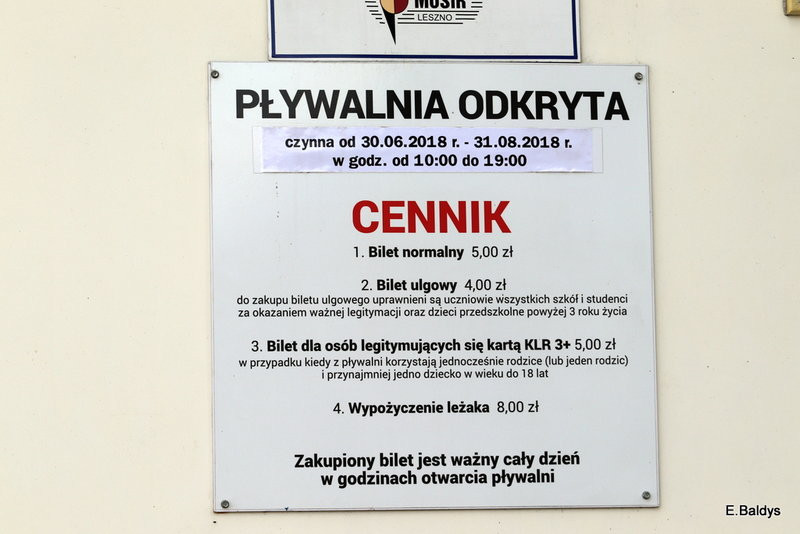 MOSIR
LESZNO
PŁYWALNIA ODKRYTA
czynna od 30.06.2018 r. - 31.08.2018 r.
w godz. od 10:00 do 19:00
CENNIK
1. Bilet normalny 5,00 zł
2. Bilet ulgowy 4,00 zł
do zakupu biletu ulgowego uprawnieni są uczniowie wszystkich szkół i studenci
za okazaniem ważnej legitymacji oraz dzieci przedszkolne powyżej 3 roku życia
3. Bilet dla osób legitymujących się kartą KLR 3+ 5,00 zł
w przypadku kiedy z pływalni korzystają jednocześnie rodzice (lub jeden rodzic)
i przynajmniej jedno dziecko w wieku do 18 lat
4. Wypożyczenie leżaka 8,00 zł
Zakupiony bilet jest ważny cały dzień
w godzinach otwarcia pływalni
E.Baldys